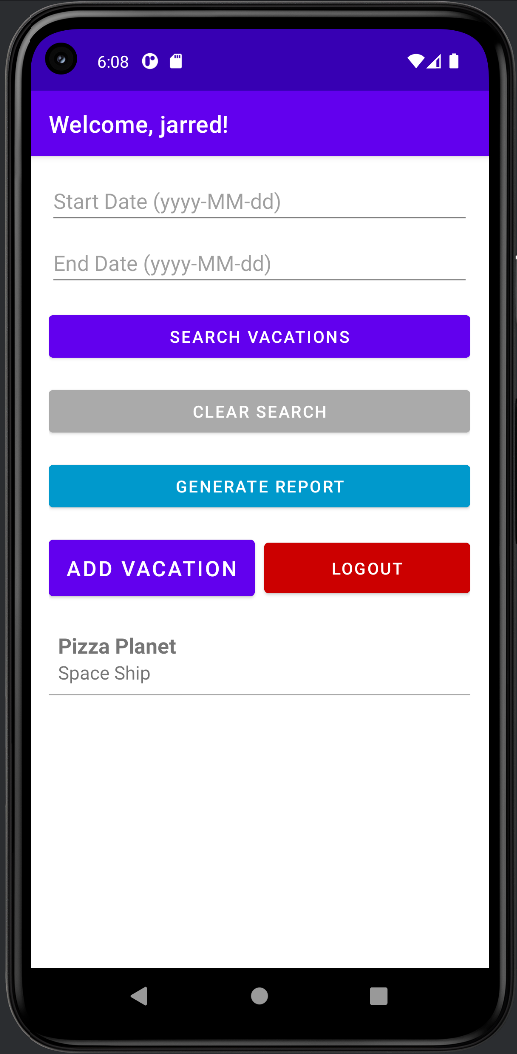 6:08
Welcome, jarred!
Start Date (yyyy-MM-dd)
End Date (yyyy-MM-dd)
SEARCH VACATIONS
CLEAR SEARCH
GENERATE REPORT
ADD VACATION
LOGOUT
Pizza Planet
Space Ship